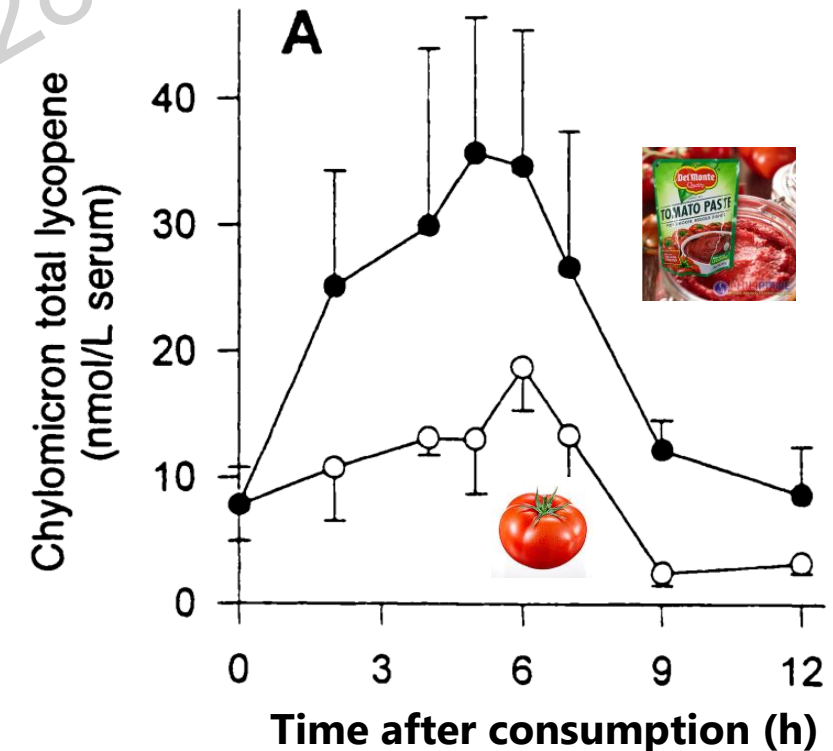 A
Chylomicron total lycopene
(nmol/L serum)
40
30
20
10
0
0 3 6 9 12
Time after consumption (h)
Del Monte
Quality
TOMATO PASTE